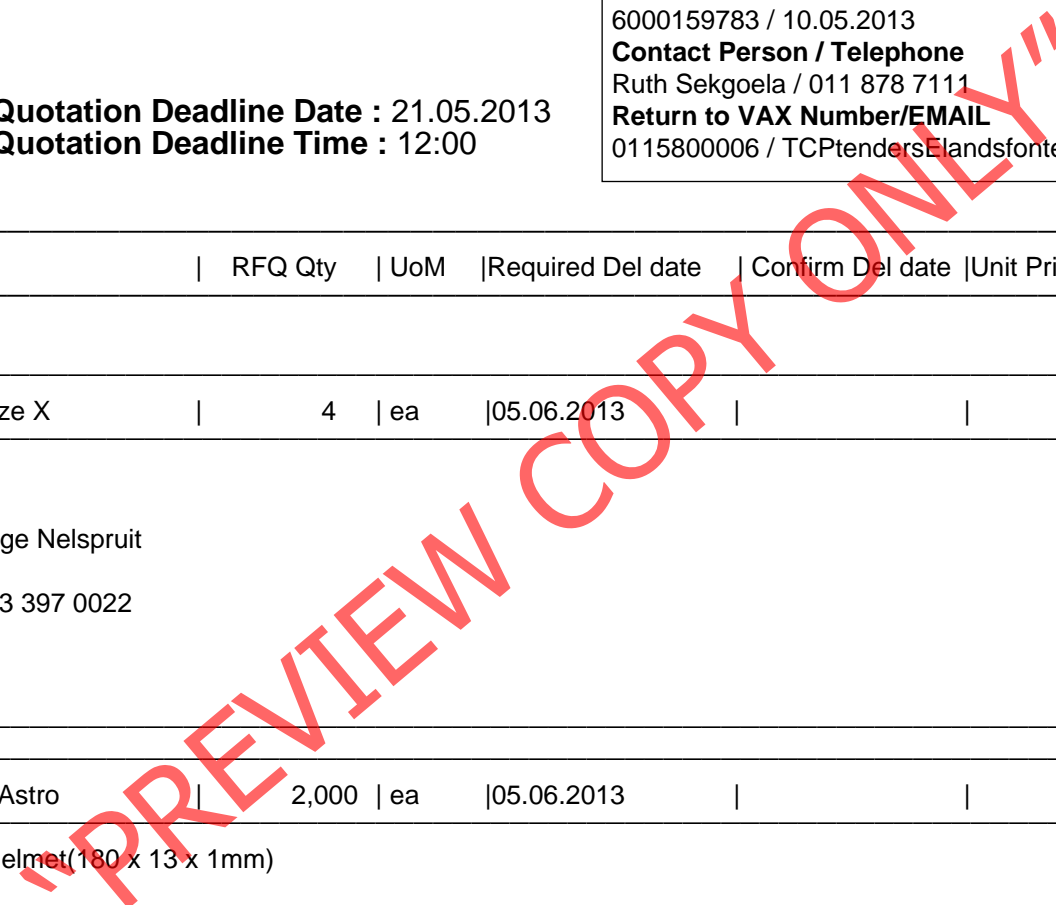 6000159783 / 10.05.2013
Contact Person / Telephone
Ruth Sekgoela / 011 878 7111
Return to VAX Number/EMAIL
0115800006 / TCPtendersElandsfonte
Quotation Deadline Date : 21.05.2013
Quotation Deadline Time : 12:00
| RFQ Qty | UoM |Required Del date | Confirm Del date |Unit Pri
ze X | 4 | ea |05.06.2013 | |
ge Nelspruit
3 397 0022
Astro | 2,000 | ea |05.06.2013 | |
elmet(180 x 13 x 1mm)
“PREVIEW COPY ONLY”